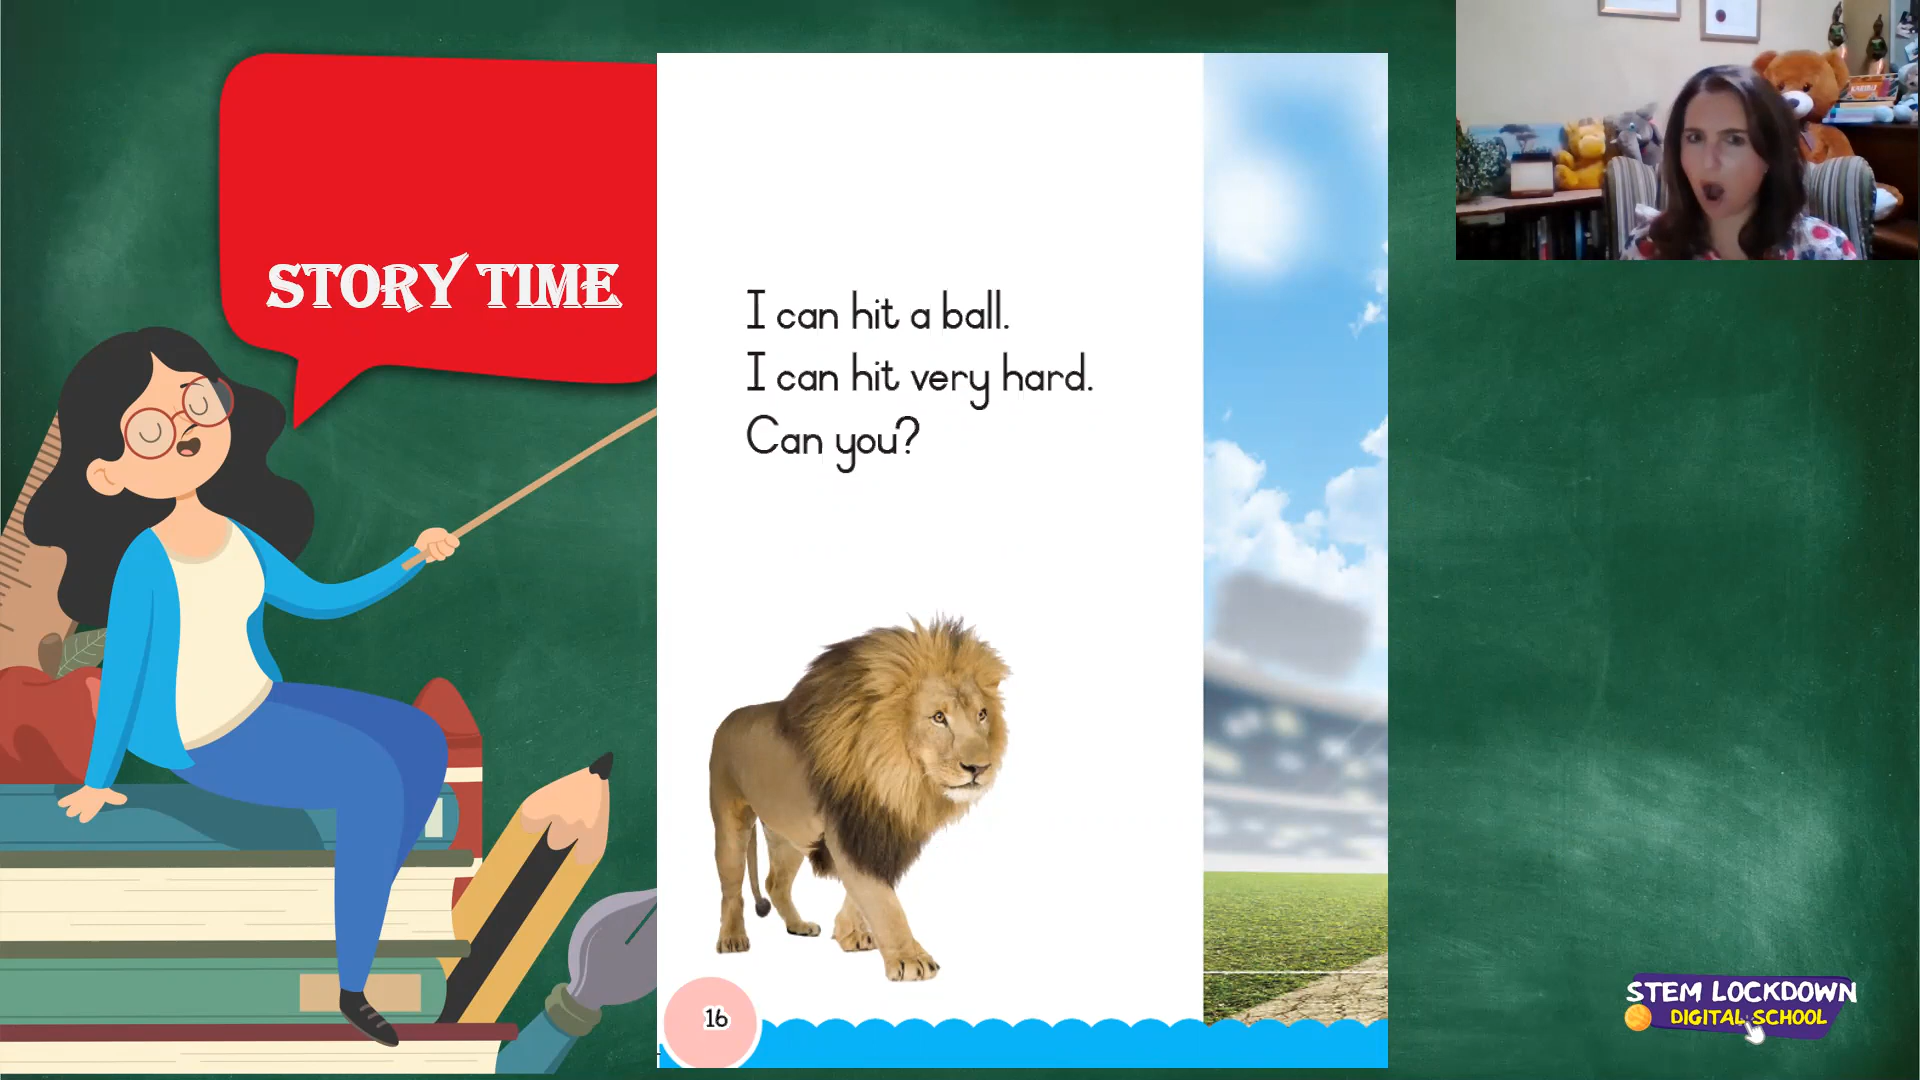 STORY TIME
I can hit a ball.
I can hit very hard.
Can you?
16
STEM LOCKDOWN
DIGITAL SCHOOL